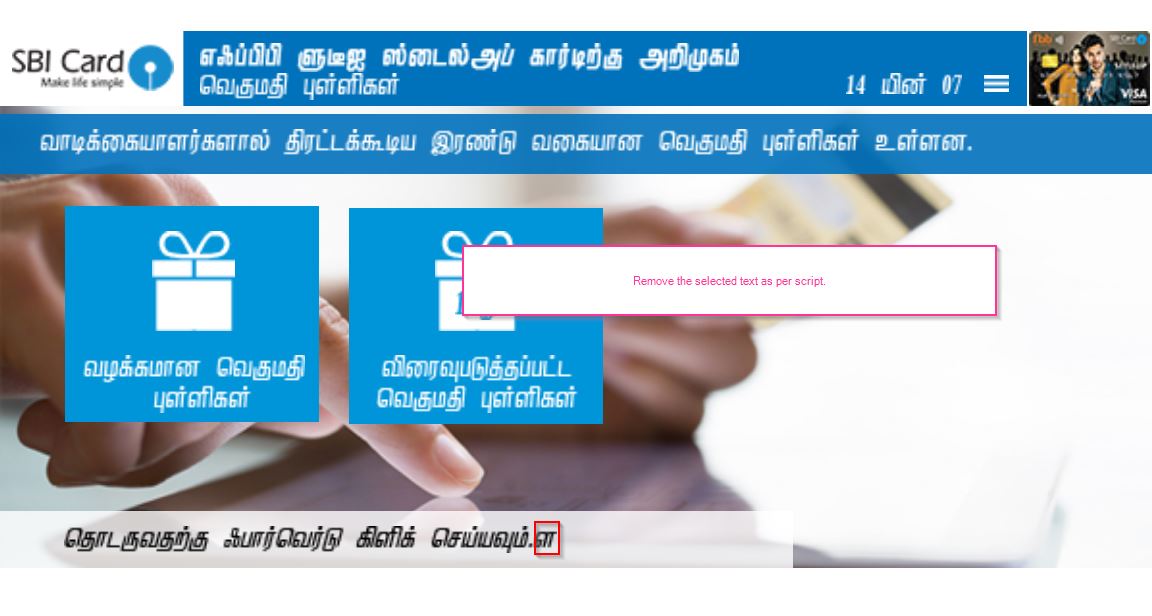 SBI Card
Make life simple
எஃப்பிபி ளுடீஐ ஸ்டைல்அப் கார்டிற்கு அறிமுகம்
வெகுமதி புள்ளிகள்
14 யின் 07
SBI Card
VISA
வாடிக்கையாளர்களால் திரட்டக்கூடிய இரண்டு வகையான வெகுமதி புள்ளிகள் உள்ளன.
Remove the selected text as per script.
வழக்கமான வெகுமதி
புள்ளிகள்
விரைவுபடுத்தப்பட்ட
வெகுமதி புள்ளிகள்
தொடருவதற்கு ஃபார்வெர்டு கிளிக் செய்யவும்.ள